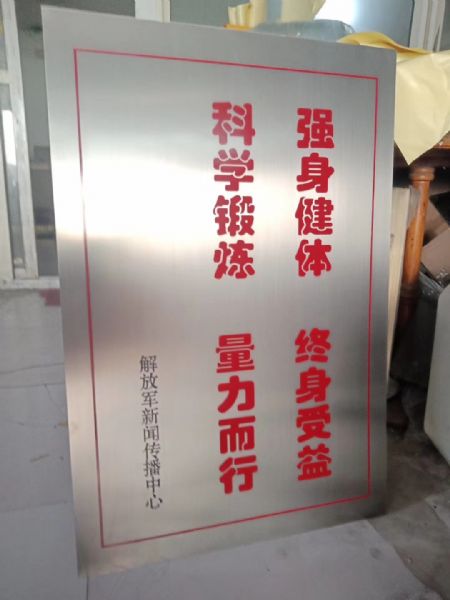 强身健体 终身受益
科学锻炼 量力而行
解放军新闻传播中心